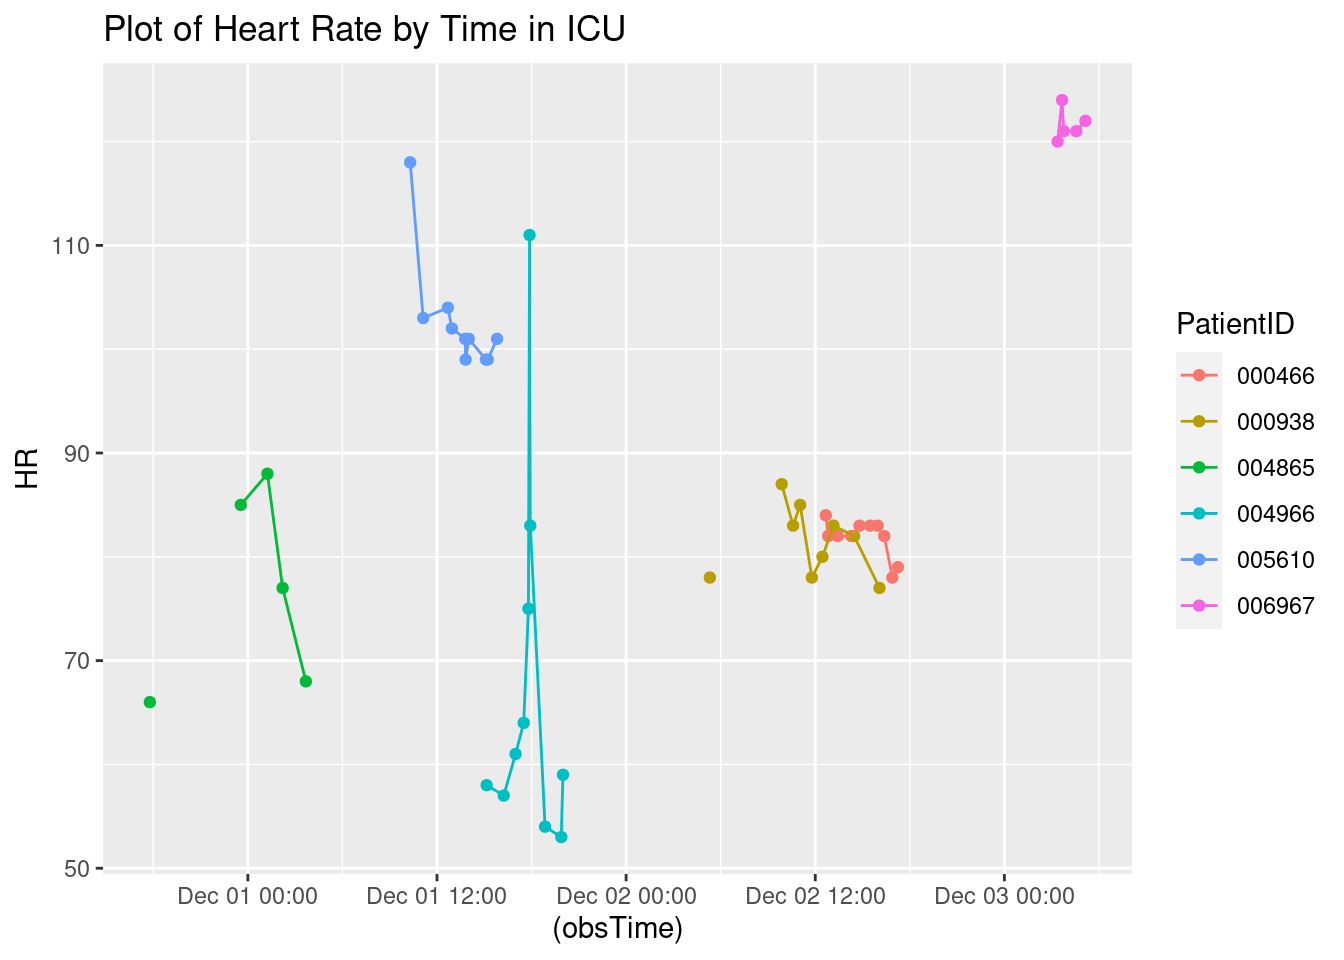 Plot of Heart Rate by Time in ICU
110
90
70
50
HR
Dec 01 00:00 Dec 01 12:00 Dec 02 00:00 Dec 02 12:00 Dec 03 00:00
(obsTime)
PatientID
000466
000938
004865
004966
005610
006967